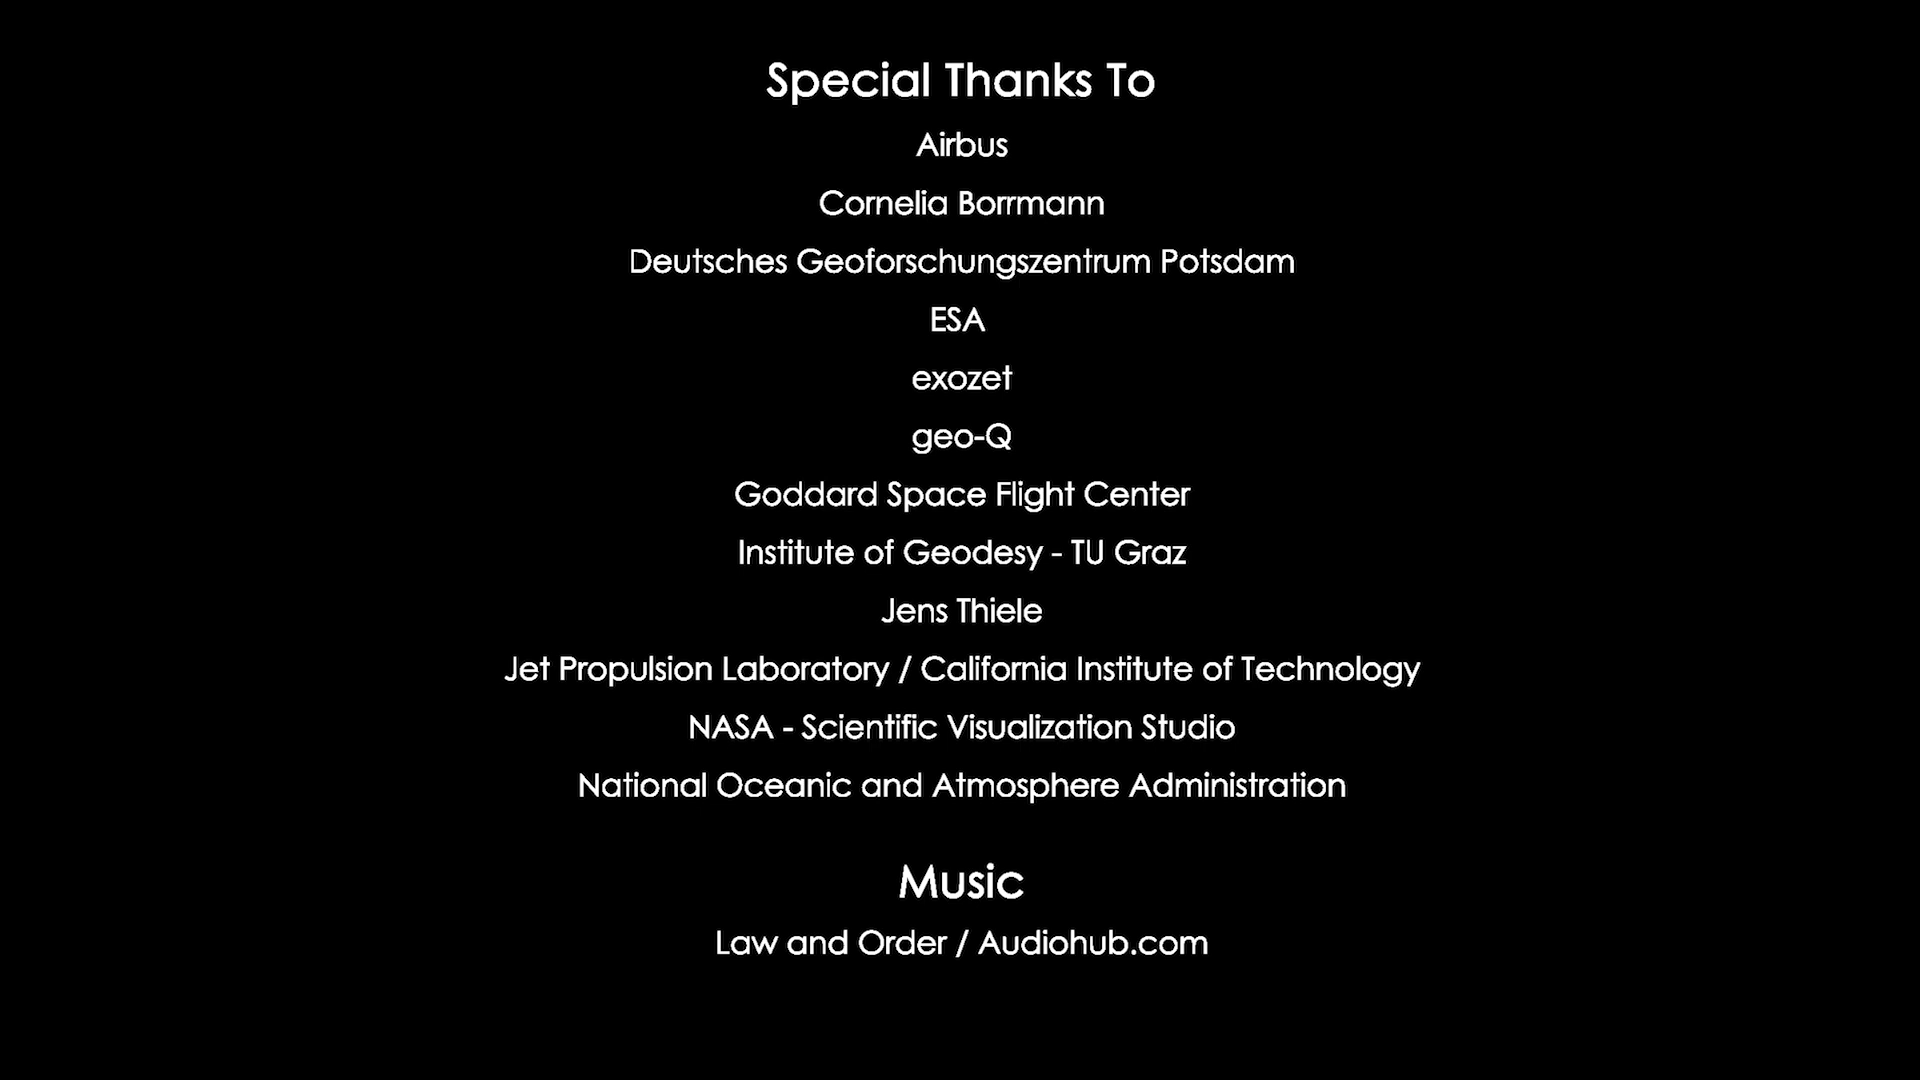 Special Thanks To
Airbus
Cornelia Borrmann
Deutsches Geoforschungszentrum Potsdam
ESA
exozet
geo-Q
Goddard Space Flight Center
Institute of Geodesy - TU Graz
Jens Thiele
Jet Propulsion Laboratory / California Institute of Technology
NASA - Scientific Visualization Studio
National Oceanic and Atmosphere Administration
Music
Law and Order / Audiohub.com